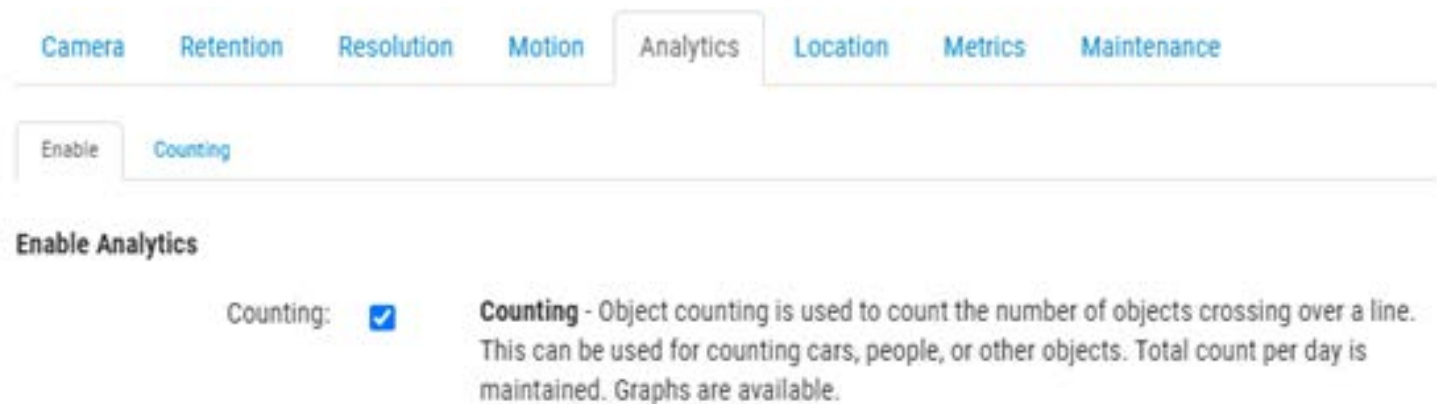 Camera Retention Resolution Motion Analytics Location Metrics Maintenance
Enable Counting
Enable Analytics
Counting: Counting - Object counting is used to count the number of objects crossing over a line.
This can be used for counting cars, people, or other objects. Total count per day is
maintained. Graphs are available.